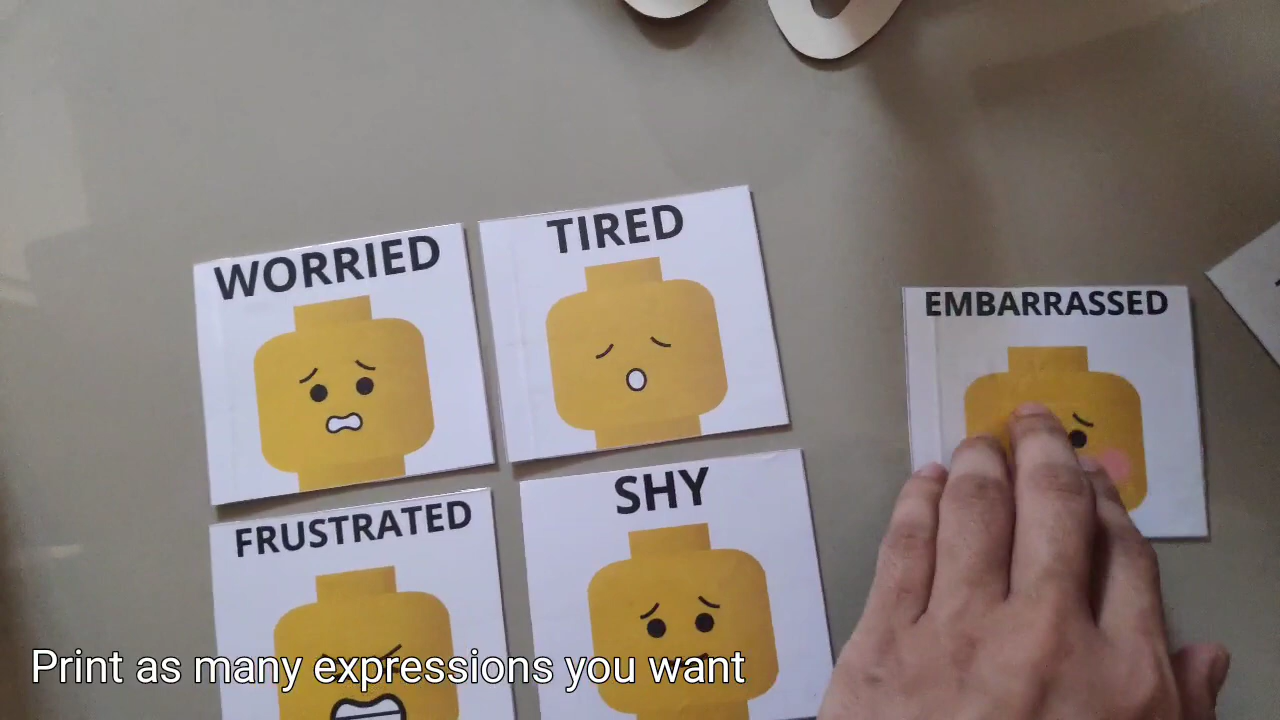 WORRIED
TIRED
EMBARRASSED
FRUSTRATED
SHY
Print as many expressions you want